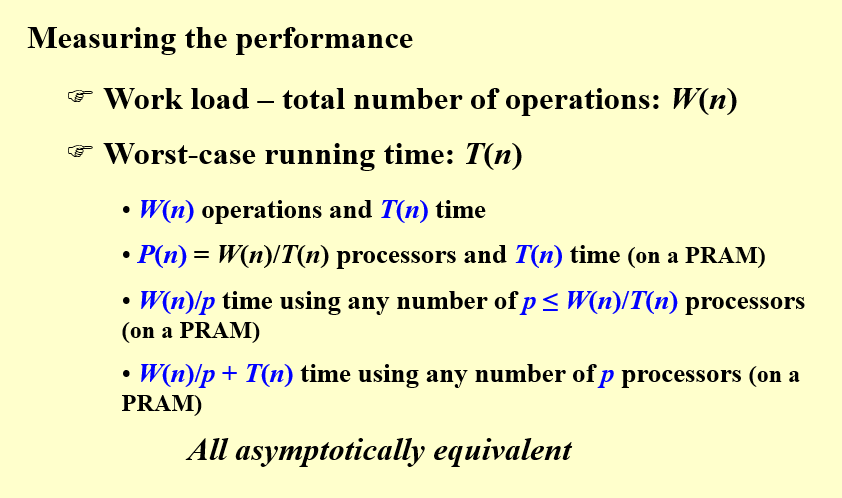 Measuring the performance
☞ Work load – total number of operations: W(n)
☞ Worst-case running time: T(n)
• W(n) operations and T(n) time
• P(n) = W(n)/T(n) processors and T(n) time (on a PRAM)
• W(n)/p time using any number of p ≤ W(n)/T(n) processors
(on a PRAM)
• W(n)/p + T(n) time using any number of p processors (on a
PRAM)
All asymptotically equivalent